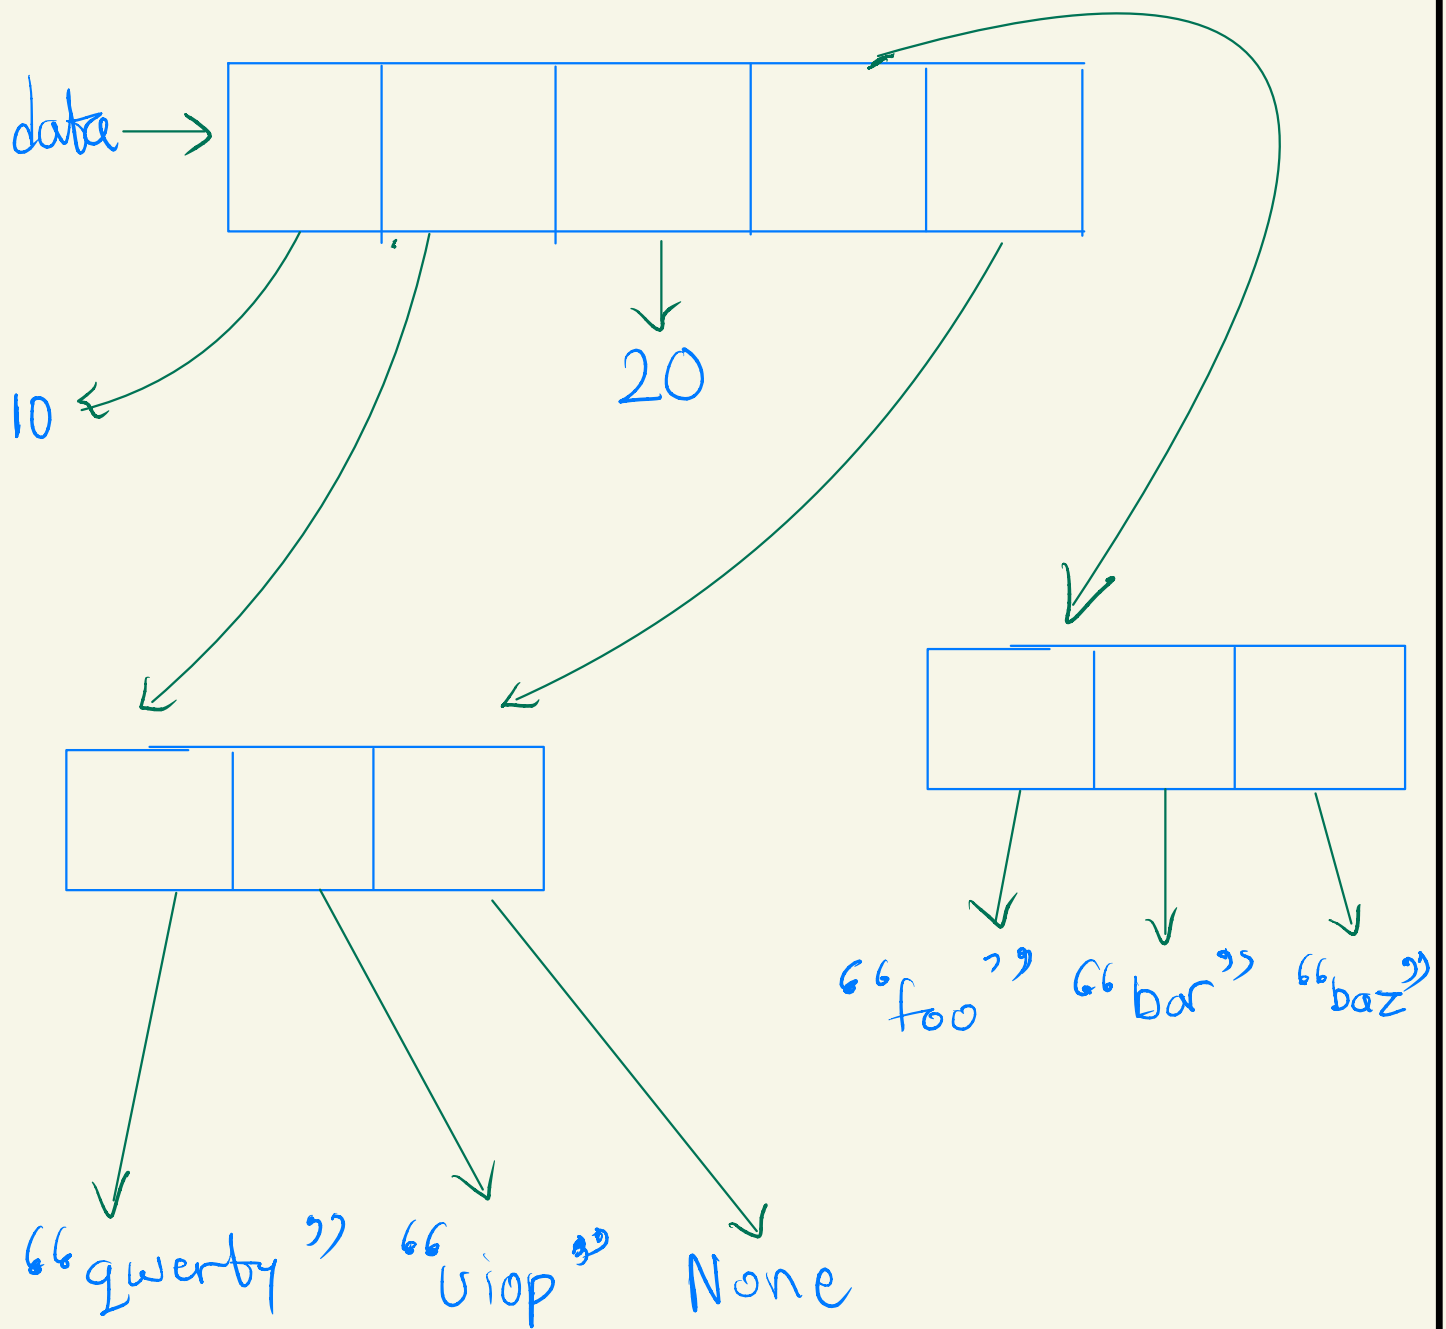 data
10
20
“foo” “bar” “baz”
“qwerty” “uiop” None